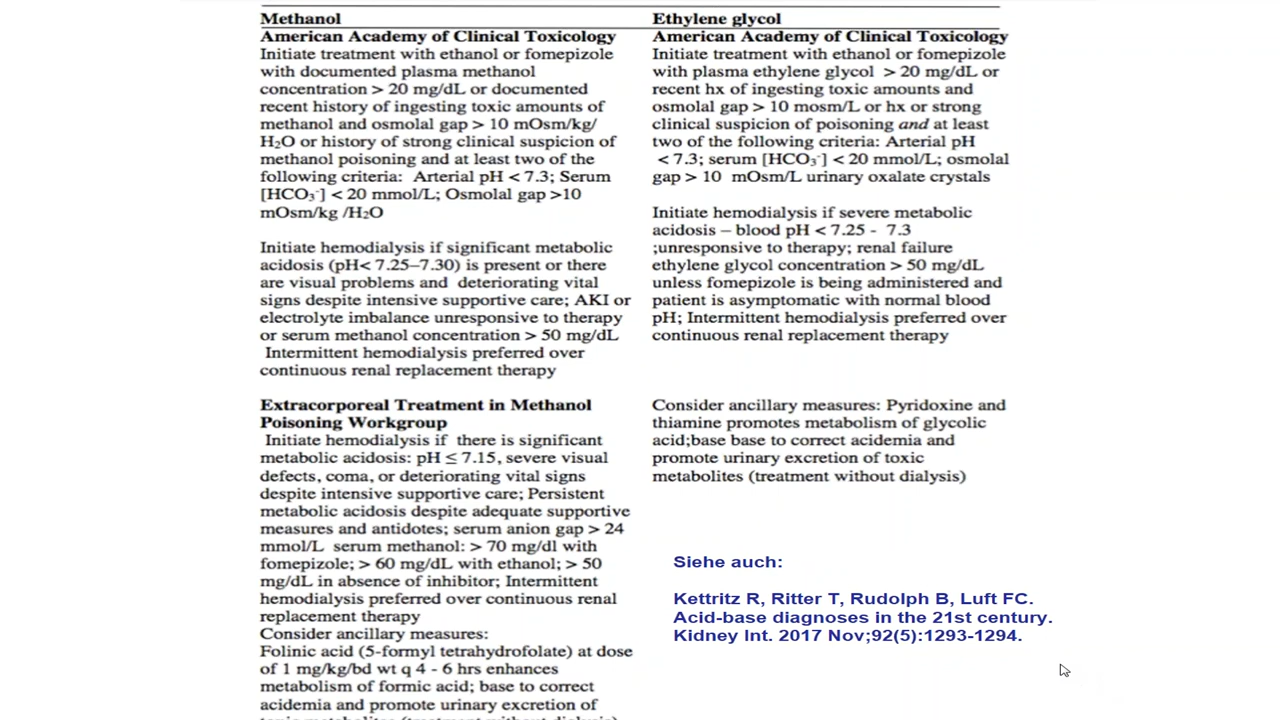 Methanol
American Academy of Clinical Toxicology
Initiate treatment with ethanol or fomepizole
with documented plasma methanol
concentration > 20 mg/dL or documented
recent history of ingesting toxic amounts of
methanol and osmolal gap > 10 mOsm/kg/
H₂O or history of strong clinical suspicion of
methanol poisoning and at least two of the
following criteria: Arterial pH < 7.3; Serum
[HCO₃⁻] < 20 mmol/L; Osmolal gap >10
mOsm/kg /H₂O
Initiate hemodialysis if significant metabolic
acidosis (pH< 7.25–7.30) is present or there
are visual problems and deteriorating vital
signs despite intensive supportive care; AKI or
electrolyte imbalance unresponsive to therapy
or serum methanol concentration > 50 mg/dL
Intermittent hemodialysis preferred over
continuous renal replacement therapy
Extracorporeal Treatment in Methanol
Poisoning Workgroup
Initiate hemodialysis if there is significant
metabolic acidosis: pH ≤ 7.15, severe visual
defects, coma, or deteriorating vital signs
despite intensive supportive care; Persistent
metabolic acidosis despite adequate supportive
measures and antidotes; serum anion gap > 24
mmol/L serum methanol: > 70 mg/dl with
fomepizole; > 60 mg/dL with ethanol; > 50
mg/dL in absence of inhibitor; Intermittent
hemodialysis preferred over continuous renal
replacement therapy
Consider ancillary measures:
Folinic acid (5-formyl tetrahydrofolate) at dose
of 1 mg/kg/bd wt q 4 - 6 hrs enhances
metabolism of formic acid; base to correct
acidemia and promote urinary excretion of
toxic metabolites (treatment without dialysis)
Ethylene glycol
American Academy of Clinical Toxicology
Initiate treatment with ethanol or fomepizole
with plasma ethylene glycol > 20 mg/dL or
recent hx of ingesting toxic amounts and
osmolal gap > 10 mosm/L or hx or strong
clinical suspicion of poisoning and at least
two of the following criteria: Arterial pH
< 7.3; serum [HCO₃⁻] < 20 mmol/L; osmolal
gap > 10 mOsm/L urinary oxalate crystals
Initiate hemodialysis if severe metabolic
acidosis – blood pH < 7.25 - 7.3
;unresponsive to therapy; renal failure
ethylene glycol concentration > 50 mg/dL
unless fomepizole is being administered and
patient is asymptomatic with normal blood
pH; Intermittent hemodialysis preferred over
continuous renal replacement therapy
Consider ancillary measures: Pyridoxine and
thiamine promotes metabolism of glycolic
acid;base base to correct acidemia and
promote urinary excretion of toxic
metabolites (treatment without dialysis)
Siehe auch:
Kettritz R, Ritter T, Rudolph B, Luft FC.
Acid-base diagnoses in the 21st century.
Kidney Int. 2017 Nov;92(5):1293-1294.